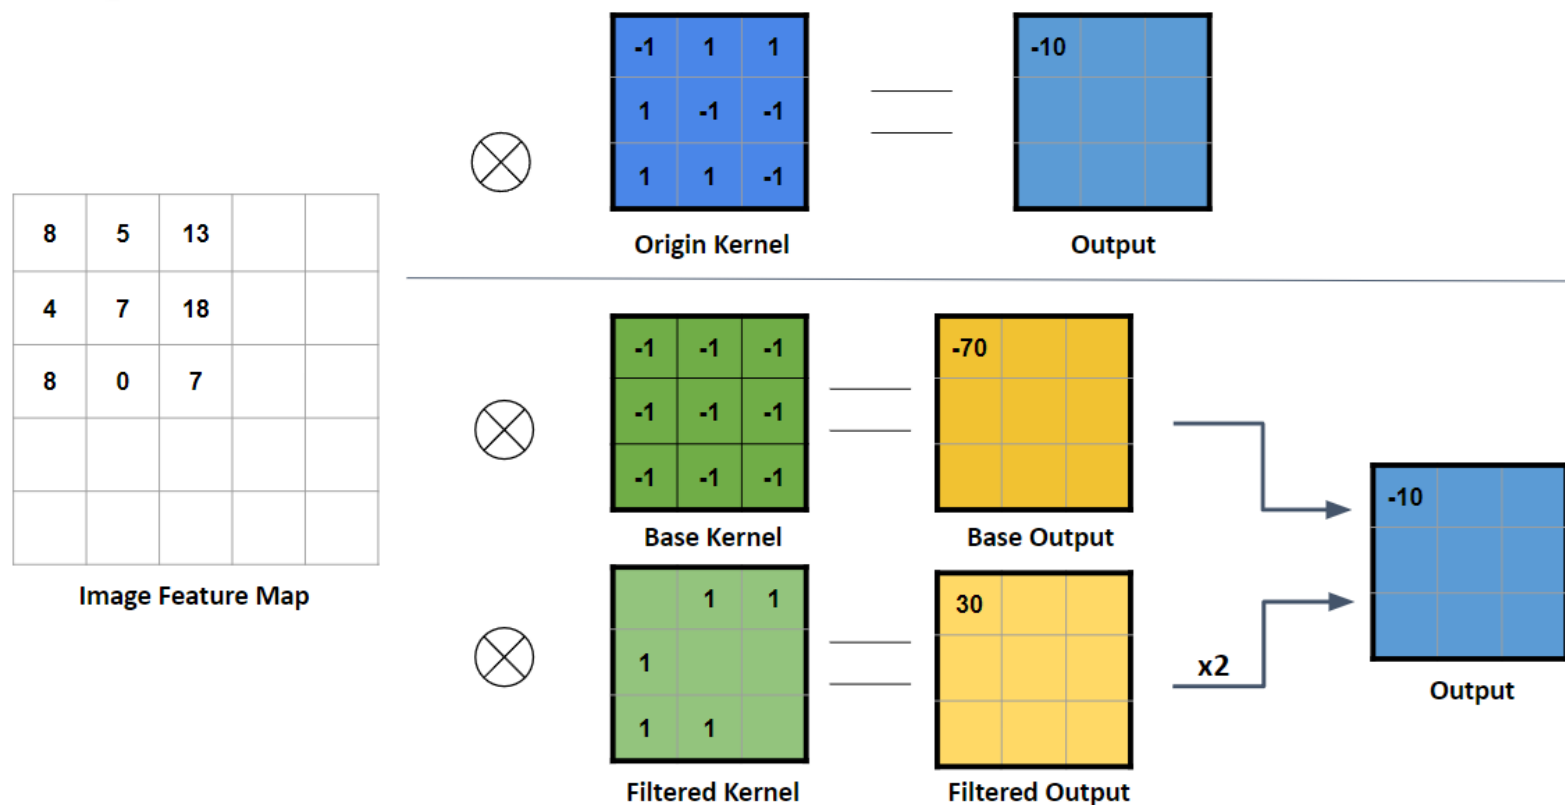 -1 1 1
1 -1 -1
1 1 -1
Origin Kernel
-10
Output
8 5 13
4 7 18
8 0 7
Image Feature Map
-1 -1 -1
-1 -1 -1
-1 -1 -1
Base Kernel
-70
Base Output
1 1
1
1 1
Filtered Kernel
30
Filtered Output
x2
-10
Output